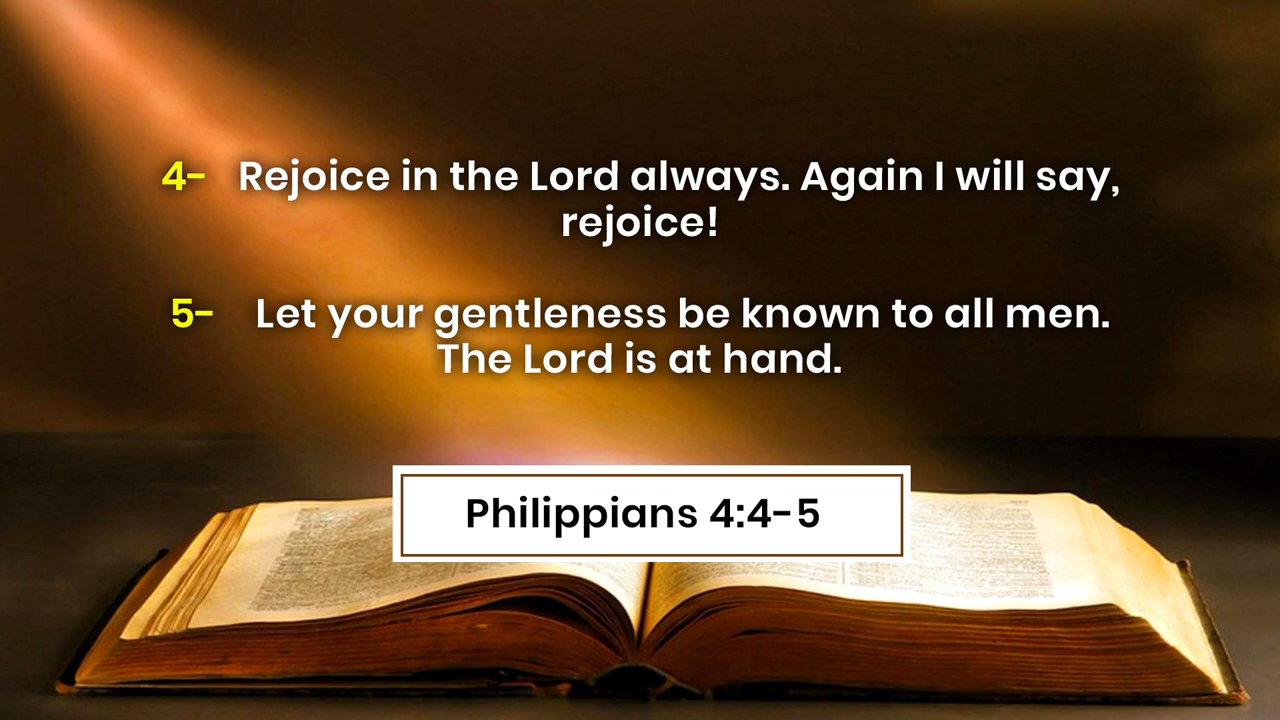 4- Rejoice in the Lord always. Again I will say,
rejoice!
5- Let your gentleness be known to all men.
The Lord is at hand.
Philippians 4:4-5